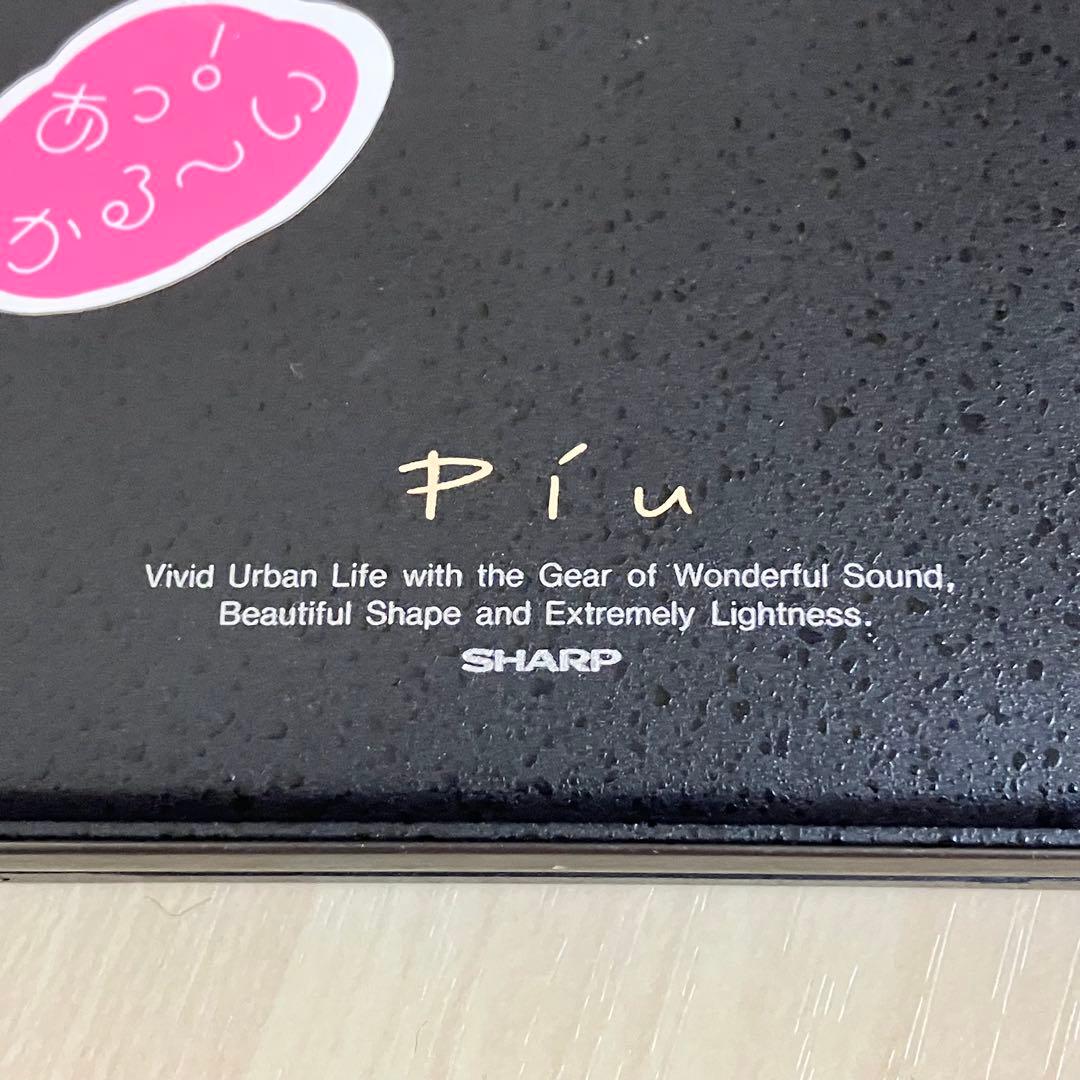 あっ!
かる〜い
Píu
Vivid Urban Life with the Gear of Wonderful Sound,
Beautiful Shape and Extremely Lightness.
SHARP